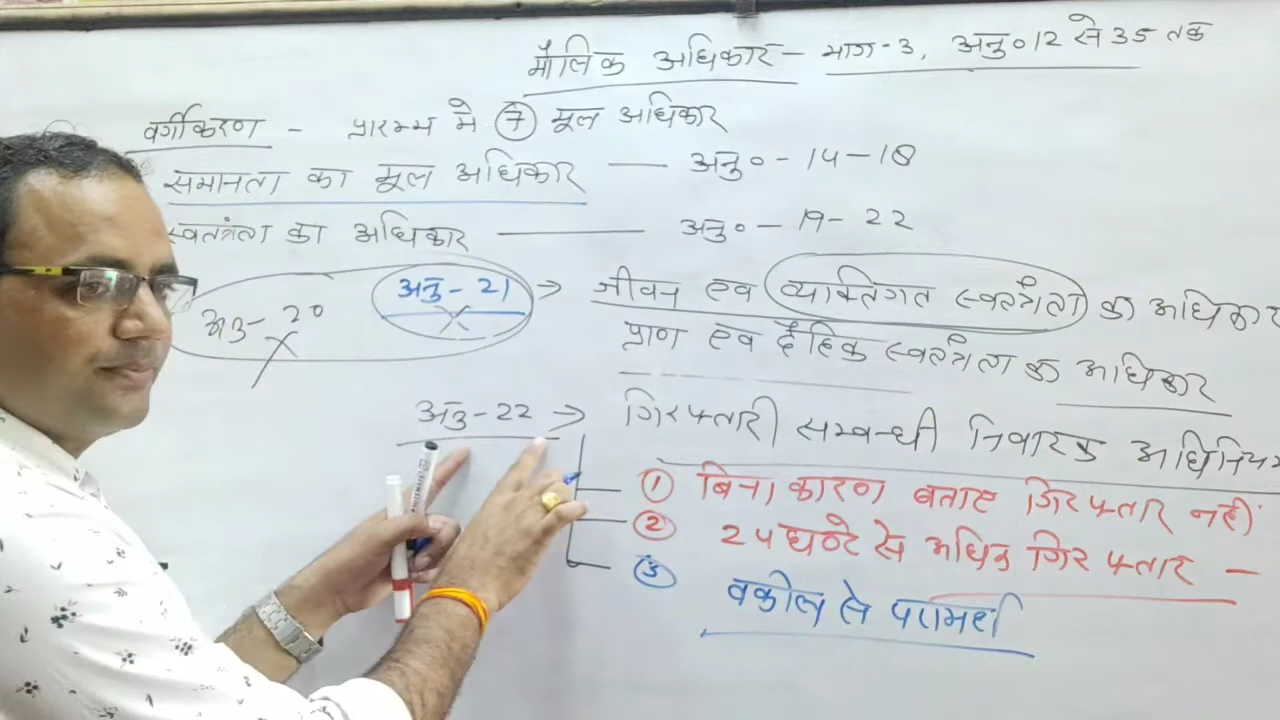 मौलिक अधिकार - भाग-3, अनु० 12 से 35 तक
वर्गीकरण - प्रारम्भ मे 7 मूल अधिकार
समानता का मूल अधिकार — अनु० - 14-18
स्वतंत्रता का अधिकार — अनु० - 19-22
अनु - 20 अनु - 21 → जीवन एव व्यक्तिगत स्वतंत्रता का अधिकार
प्राण एव दैहिक स्वतंत्रता का अधिकार
अनु - 22 → गिरफ्तारी सम्बन्धी निवारक अधिनियम
1 बिना कारण बताए गिरफ्तार नहीं
2 24 घण्टे से अधिक गिरफ्तार -
3 वकील से परामर्श